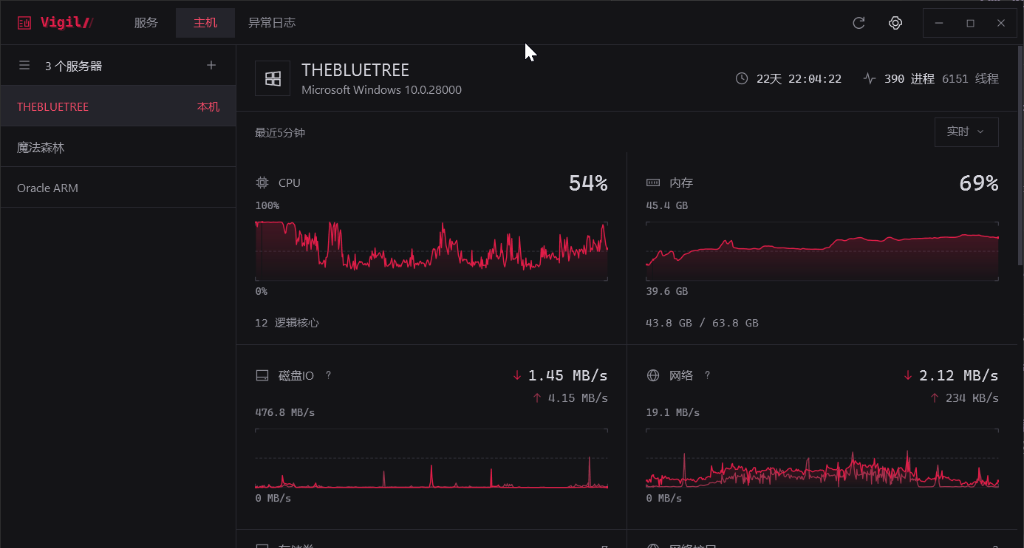 Vigil// 服务 主机 异常日志
3 个服务器 +
THEBLUETREE 本机
魔法森林
Oracle ARM
THEBLUETREE
Microsoft Windows 10.0.28000
22天 22:04:22 390 进程 6151 线程
最近5分钟 实时
CPU 54%
100%
0%
12 逻辑核心
内存 69%
45.4 GB
39.6 GB
43.8 GB / 63.8 GB
磁盘IO ? ↓ 1.45 MB/s
↑ 4.15 MB/s
476.8 MB/s
0 MB/s
网络 ? ↓ 2.12 MB/s
↑ 234 KB/s
19.1 MB/s
0 MB/s